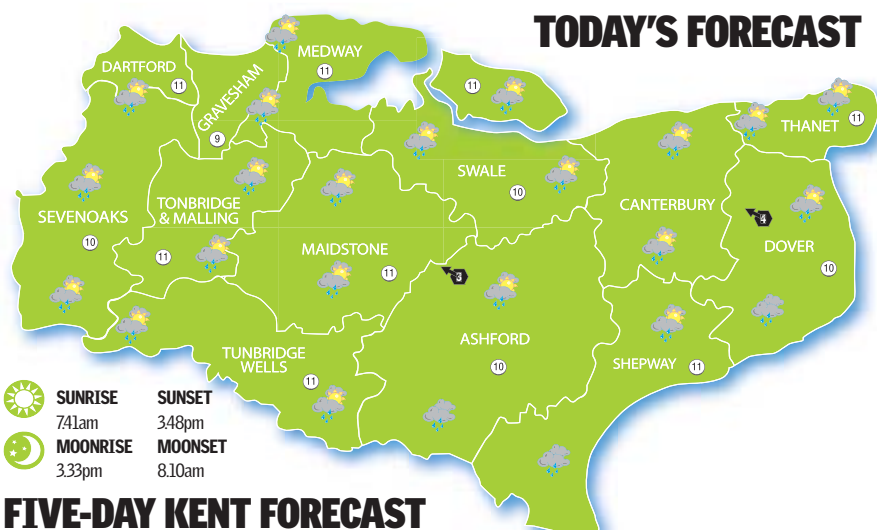 TODAY'S FORECAST
MEDWAY
11
DARTFORD
11
GRAVESHAM
9
11
THANET
11
SWALE
10
SEVENOAKS
10
TONBRIDGE
& MALLING
11
CANTERBURY
4
DOVER
10
MAIDSTONE
11
3
ASHFORD
10
TUNBRIDGE
WELLS
11
SHEPWAY
11
SUNRISE SUNSET
7.41am 3.48pm
MOONRISE MOONSET
3.33pm 8.10am
FIVE-DAY KENT FORECAST